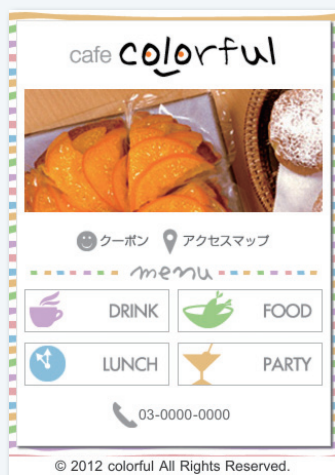 cafe colorful
クーポン アクセスマップ
menu
DRINK FOOD
LUNCH PARTY
03-0000-0000
© 2012 colorful All Rights Reserved.